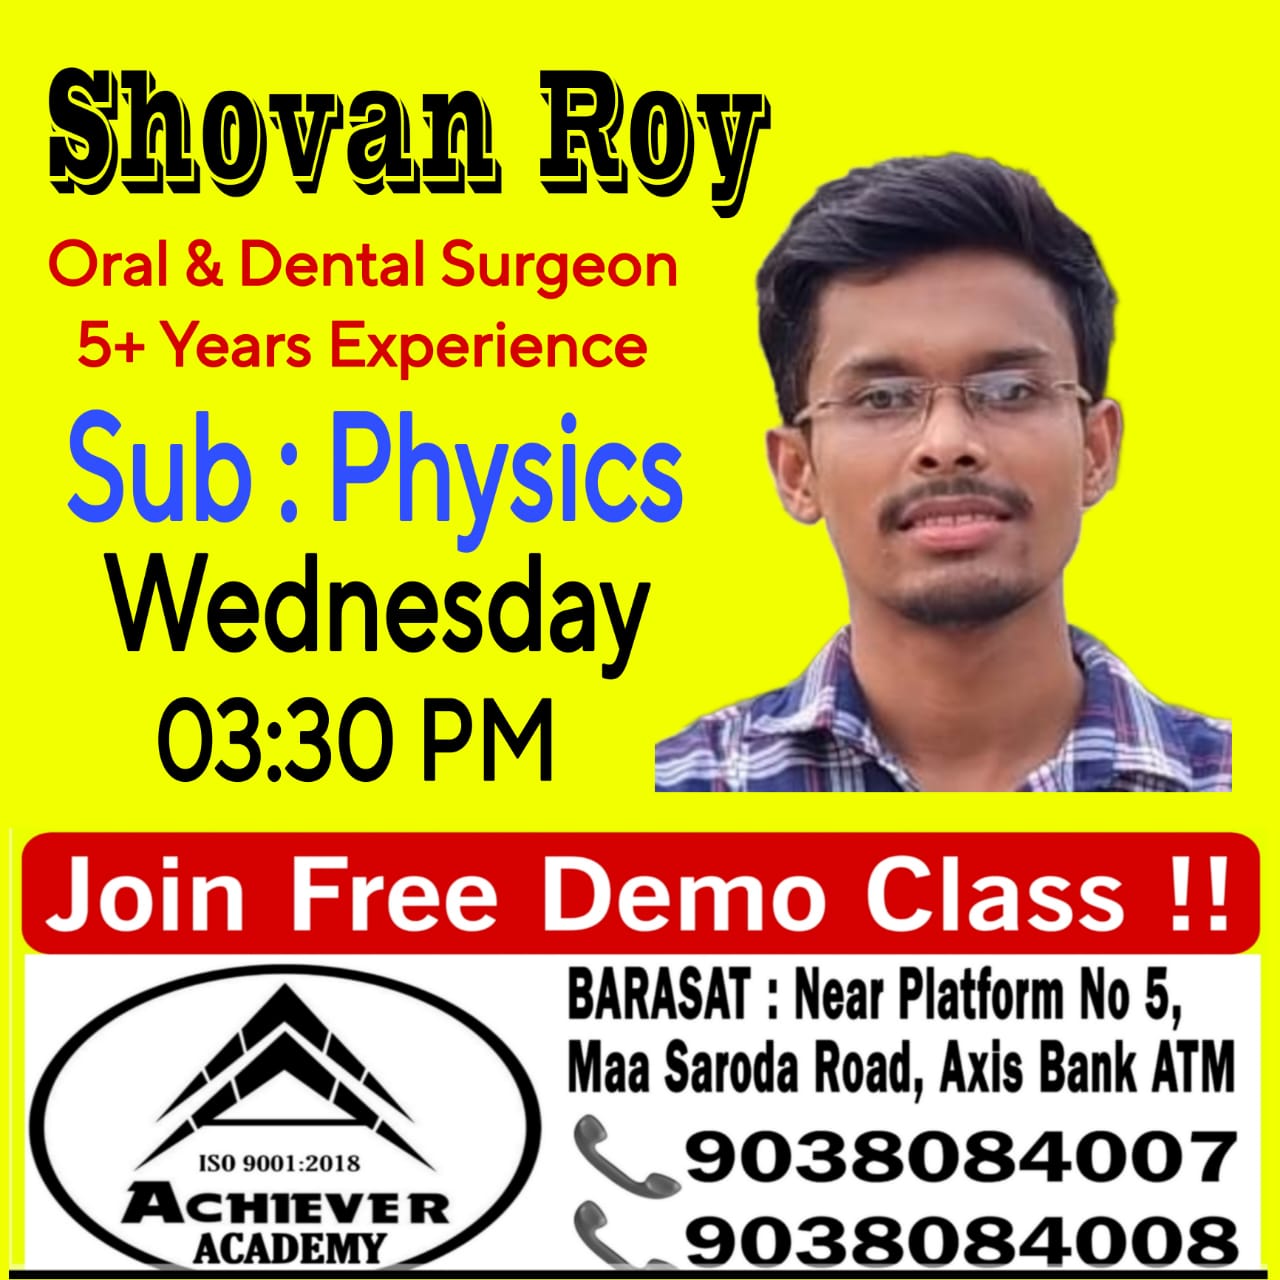 Shovan Roy
Oral & Dental Surgeon
5+ Years Experience
Sub : Physics
Wednesday
03:30 PM
Join Free Demo Class !!
ISO 9001:2018
ACHIEVER
ACADEMY
BARASAT : Near Platform No 5,
Maa Saroda Road, Axis Bank ATM
9038084007
9038084008